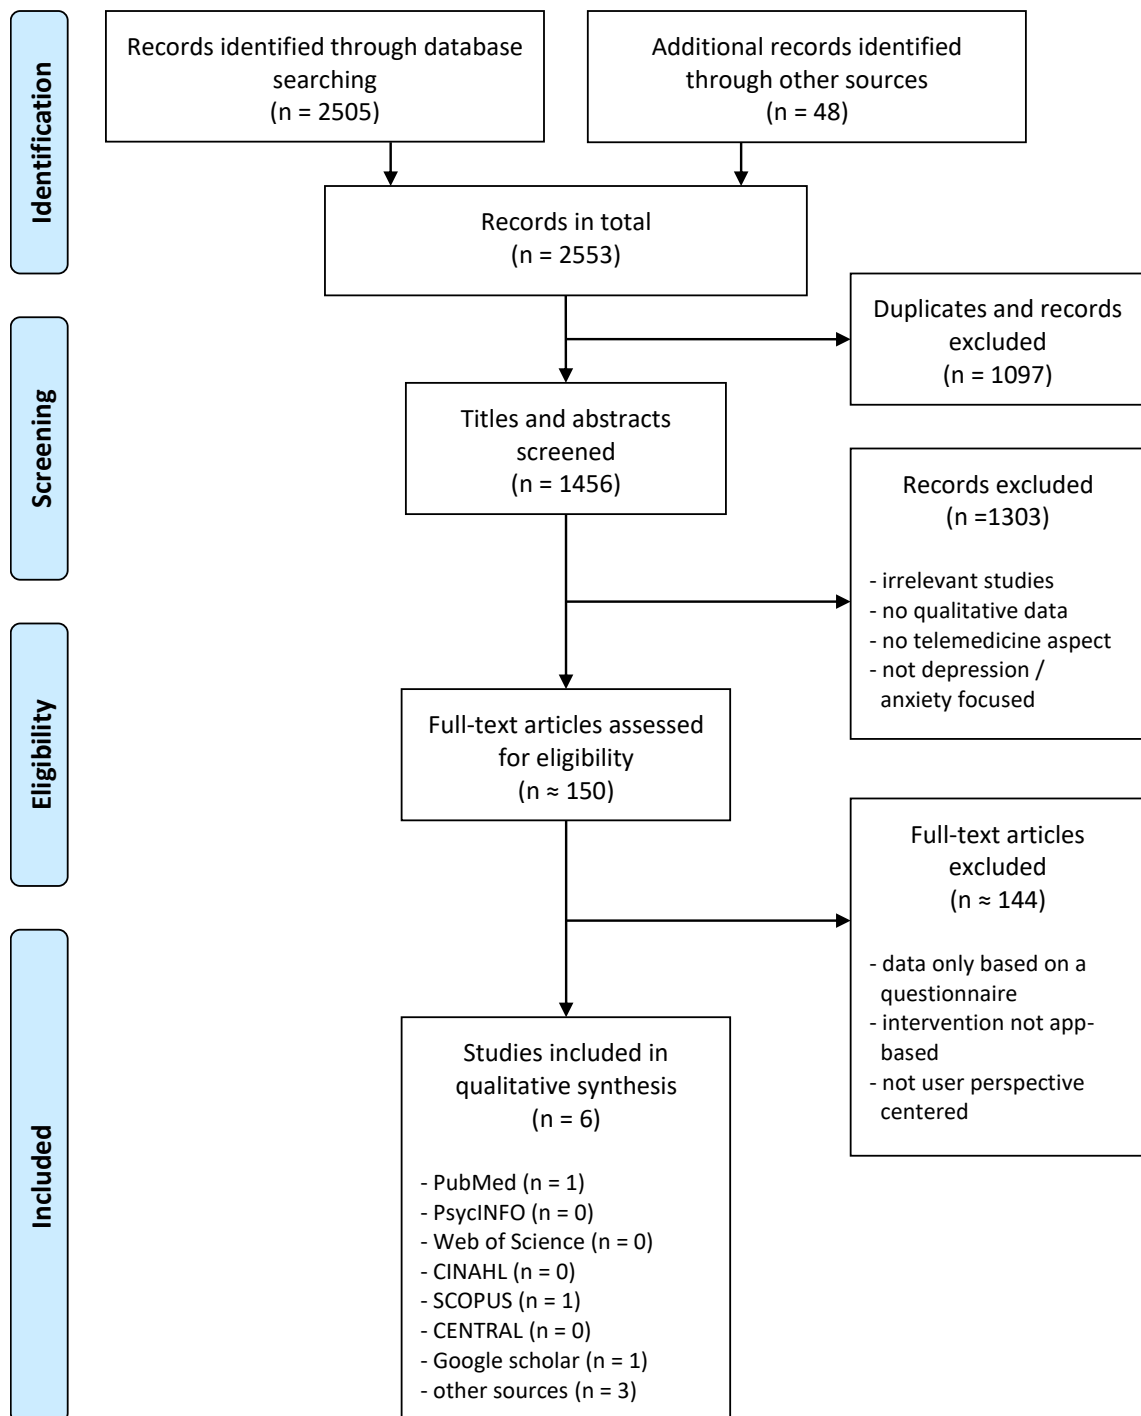 Identification
Records identified through database
searching
(n = 2505)
Additional records identified
through other sources
(n = 48)
Records in total
(n = 2553)
Duplicates and records
excluded
(n = 1097)
Screening
Titles and abstracts
screened
(n = 1456)
Records excluded
(n =1303)
- irrelevant studies
- no qualitative data
- no telemedicine aspect
- not depression /
anxiety focused
Eligibility
Full-text articles assessed
for eligibility
(n ≈ 150)
Full-text articles
excluded
(n ≈ 144)
- data only based on a
questionnaire
- intervention not app-
based
- not user perspective
centered
Included
Studies included in
qualitative synthesis
(n = 6)
- PubMed (n = 1)
- PsycINFO (n = 0)
- Web of Science (n = 0)
- CINAHL (n = 0)
- SCOPUS (n = 1)
- CENTRAL (n = 0)
- Google scholar (n = 1)
- other sources (n = 3)